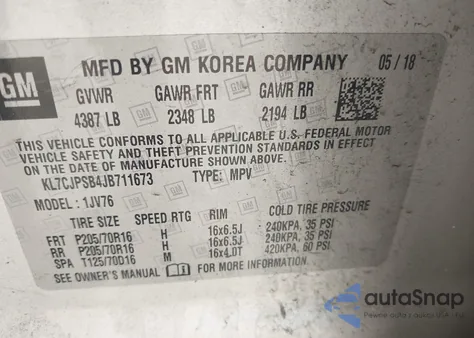 GM
MFD BY GM KOREA COMPANY 05/18
GVWR GAWR FRT GAWR RR
4387 LB 2348 LB 2194 LB
THIS VEHICLE CONFORMS TO ALL APPLICABLE U.S. FEDERAL MOTOR
VEHICLE SAFETY AND THEFT PREVENTION STANDARDS IN EFFECT
ON THE DATE OF MANUFACTURE SHOWN ABOVE.
KL7CJPSB4JB711673 TYPE: MPV
MODEL : 1JV76
TIRE SIZE SPEED RTG RIM COLD TIRE PRESSURE
FRT P205/70R16 H 16x6.5J 240KPA, 35 PSI
RR P205/70R16 H 16x6.5J 240KPA, 35 PSI
SPA T125/70D16 M 16x4.0T 420KPA, 60 PSI
SEE OWNER'S MANUAL FOR MORE INFORMATION.
autoSnap